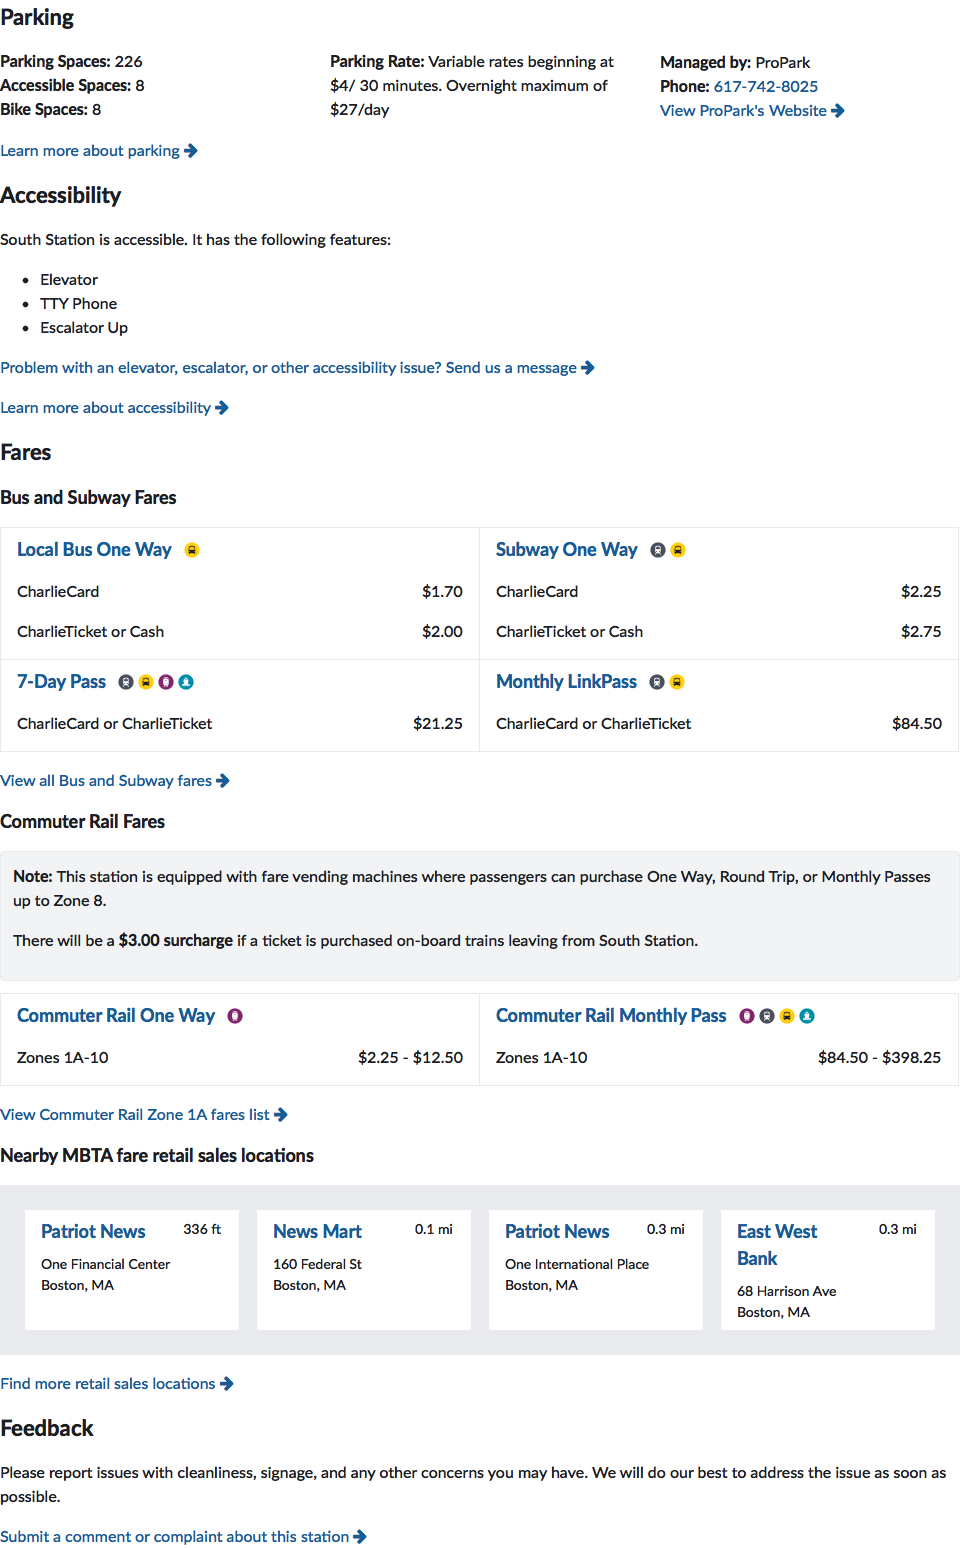 Parking
Parking Spaces: 226
Accessible Spaces: 8
Bike Spaces: 8
Parking Rate: Variable rates beginning at
$4/ 30 minutes. Overnight maximum of
$27/day
Managed by: ProPark
Phone: 617-742-8025
View ProPark's Website
Learn more about parking
Accessibility
South Station is accessible. It has the following features:
Elevator
TTY Phone
Escalator Up
Problem with an elevator, escalator, or other accessibility issue? Send us a message
Learn more about accessibility
Fares
Bus and Subway Fares
Local Bus One Way
CharlieCard $1.70
CharlieTicket or Cash $2.00
Subway One Way
CharlieCard $2.25
CharlieTicket or Cash $2.75
7-Day Pass
CharlieCard or CharlieTicket $21.25
Monthly LinkPass
CharlieCard or CharlieTicket $84.50
View all Bus and Subway fares
Commuter Rail Fares
Note: This station is equipped with fare vending machines where passengers can purchase One Way, Round Trip, or Monthly Passes
up to Zone 8.
There will be a $3.00 surcharge if a ticket is purchased on-board trains leaving from South Station.
Commuter Rail One Way
Zones 1A-10 $2.25 - $12.50
Commuter Rail Monthly Pass
Zones 1A-10 $84.50 - $398.25
View Commuter Rail Zone 1A fares list
Nearby MBTA fare retail sales locations
Patriot News 336 ft
One Financial Center
Boston, MA
News Mart 0.1 mi
160 Federal St
Boston, MA
Patriot News 0.3 mi
One International Place
Boston, MA
East West 0.3 mi
Bank
68 Harrison Ave
Boston, MA
Find more retail sales locations
Feedback
Please report issues with cleanliness, signage, and any other concerns you may have. We will do our best to address the issue as soon as
possible.
Submit a comment or complaint about this station